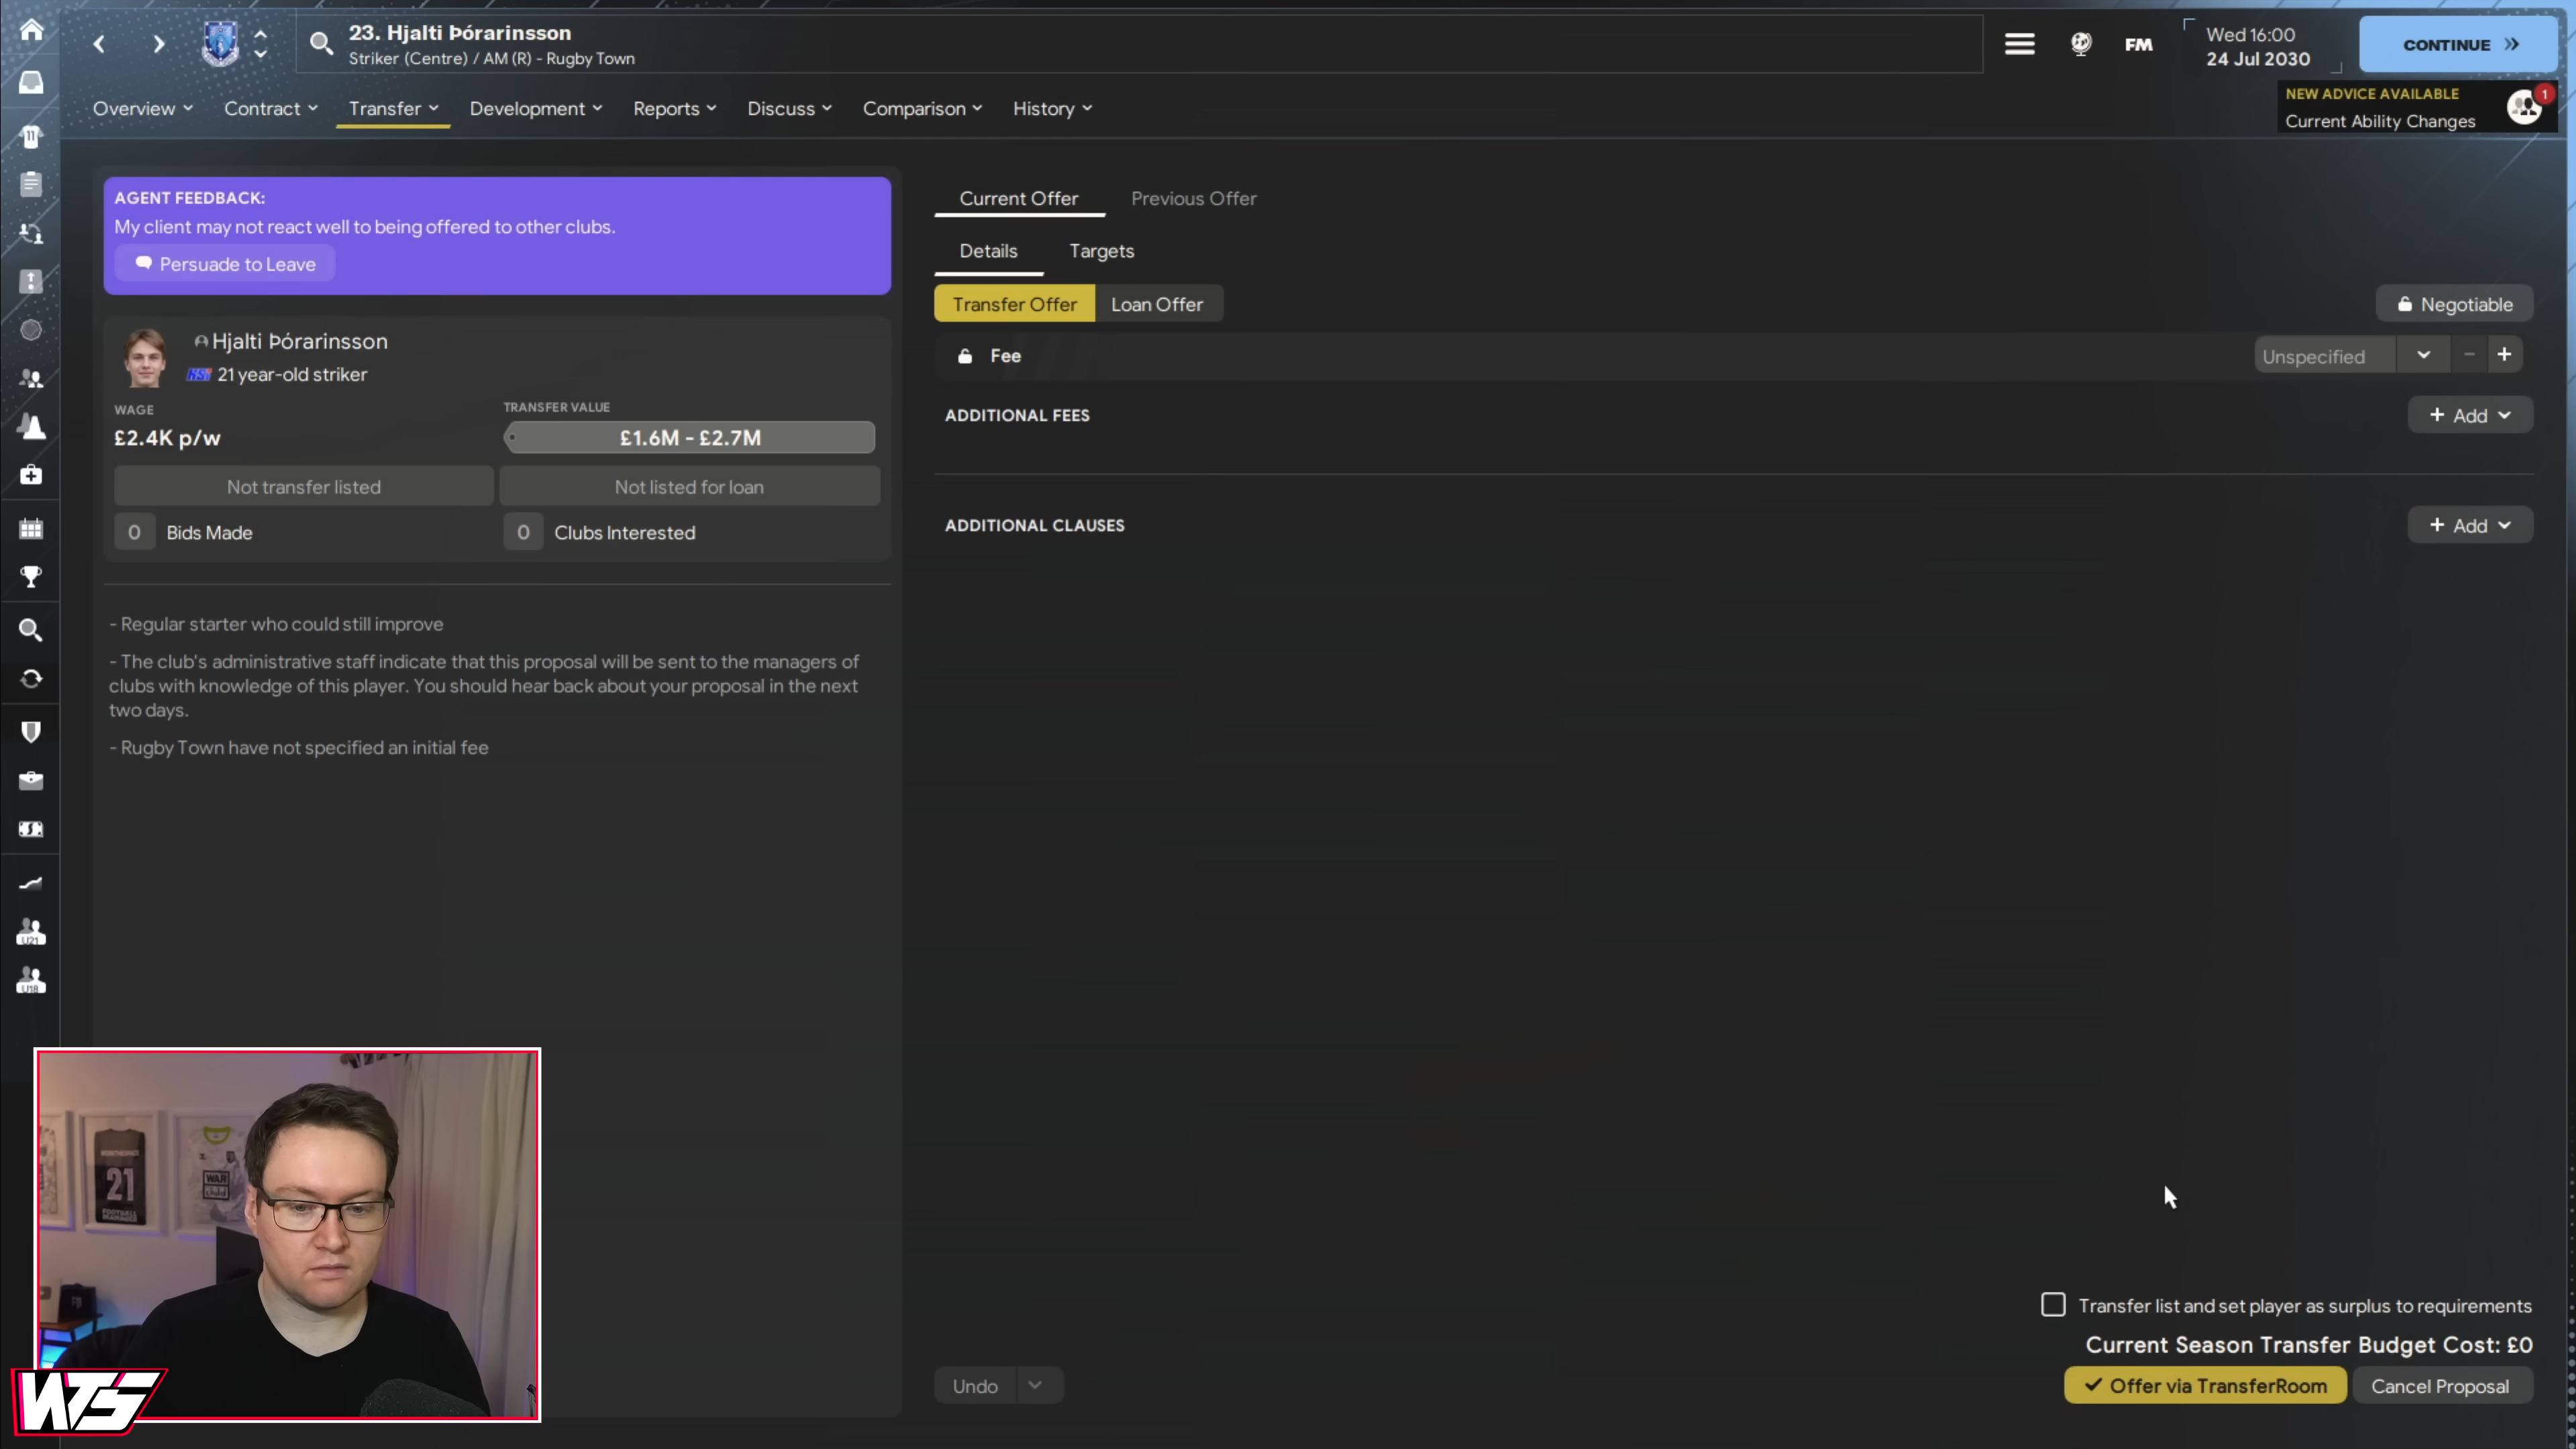 23. Hjalti Þórarinsson
Striker (Centre) / AM (R) - Rugby Town
FM
Wed 16:00
24 Jul 2030
CONTINUE
Overview
Contract
Transfer
Development
Reports
Discuss
Comparison
History
NEW ADVICE AVAILABLE
Current Ability Changes
1
11
AGENT FEEDBACK:
My client may not react well to being offered to other clubs.
Persuade to Leave
Hjalti Þórarinsson
21 year-old striker
WAGE
£2.4K p/w
TRANSFER VALUE
£1.6M - £2.7M
Not transfer listed
Not listed for loan
0 Bids Made
0 Clubs Interested
- Regular starter who could still improve
- The club's administrative staff indicate that this proposal will be sent to the managers of
clubs with knowledge of this player. You should hear back about your proposal in the next
two days.
- Rugby Town have not specified an initial fee
Current Offer
Previous Offer
Details
Targets
Transfer Offer
Loan Offer
Negotiable
Fee
Unspecified
ADDITIONAL FEES
+ Add
ADDITIONAL CLAUSES
+ Add
U21
U18
21
WAR
child
WTS
Transfer list and set player as surplus to requirements
Current Season Transfer Budget Cost: £0
Undo
Offer via TransferRoom
Cancel Proposal